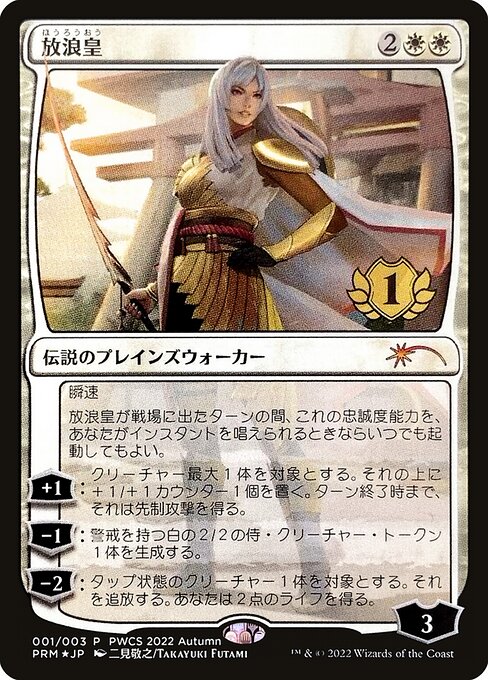 ほうろうおう
放浪皇
2
1
伝説のプレインズウォーカー
瞬速
放浪皇が戦場に出たターンの間、これの忠誠度能力を、
あなたがインスタントを唱えられるときならいつでも起
動してもよい。
+1 : クリーチャー最大1体を対象とする。それの上に
+1/+1カウンター1個を置く。ターン終了時まで、
それは先制攻撃を得る。
-1 : 警戒を持つ白の2/2の侍・クリーチャー・トークン
1体を生成する。
-2 : タップ状態のクリーチャー1体を対象とする。それ
を追放する。あなたは2点のライフを得る。
3
001/003 P PWCS 2022 Autumn
PRM★JP 二見敬之/Takayuki Futami
™ & © 2022 Wizards of the Coast